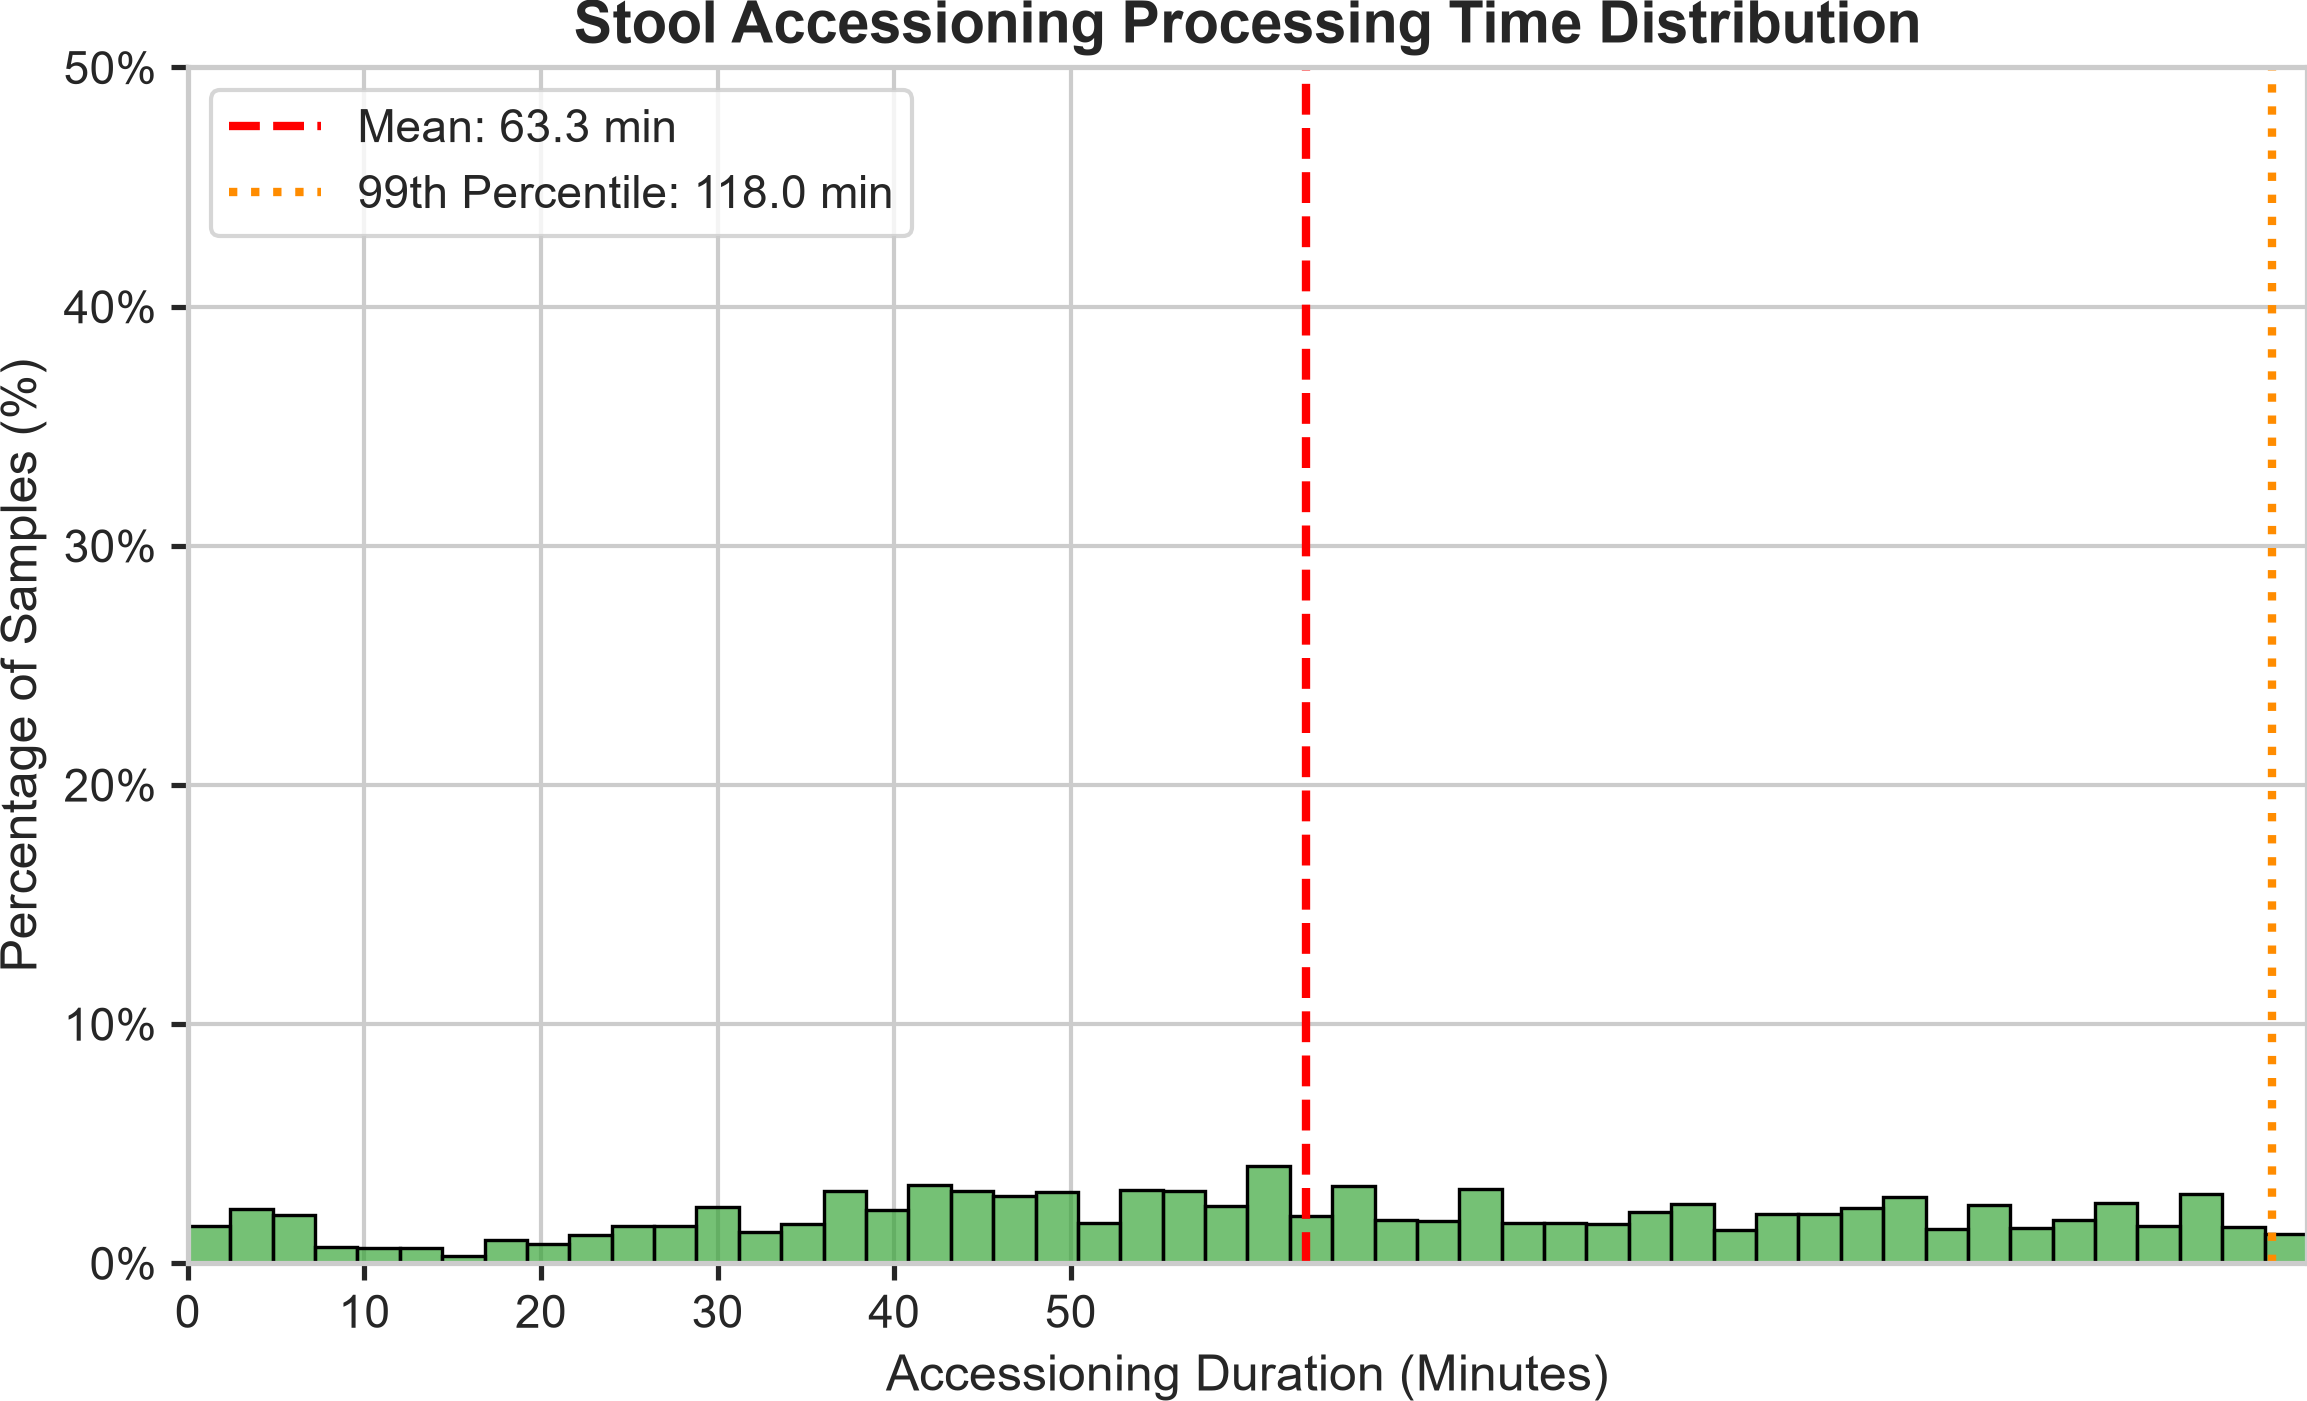 Stool Accessioning Processing Time Distribution
Mean: 63.3 min
99th Percentile: 118.0 min
50%
40%
30%
20%
10%
0%
Percentage of Samples (%)
0 10 20 30 40 50
Accessioning Duration (Minutes)